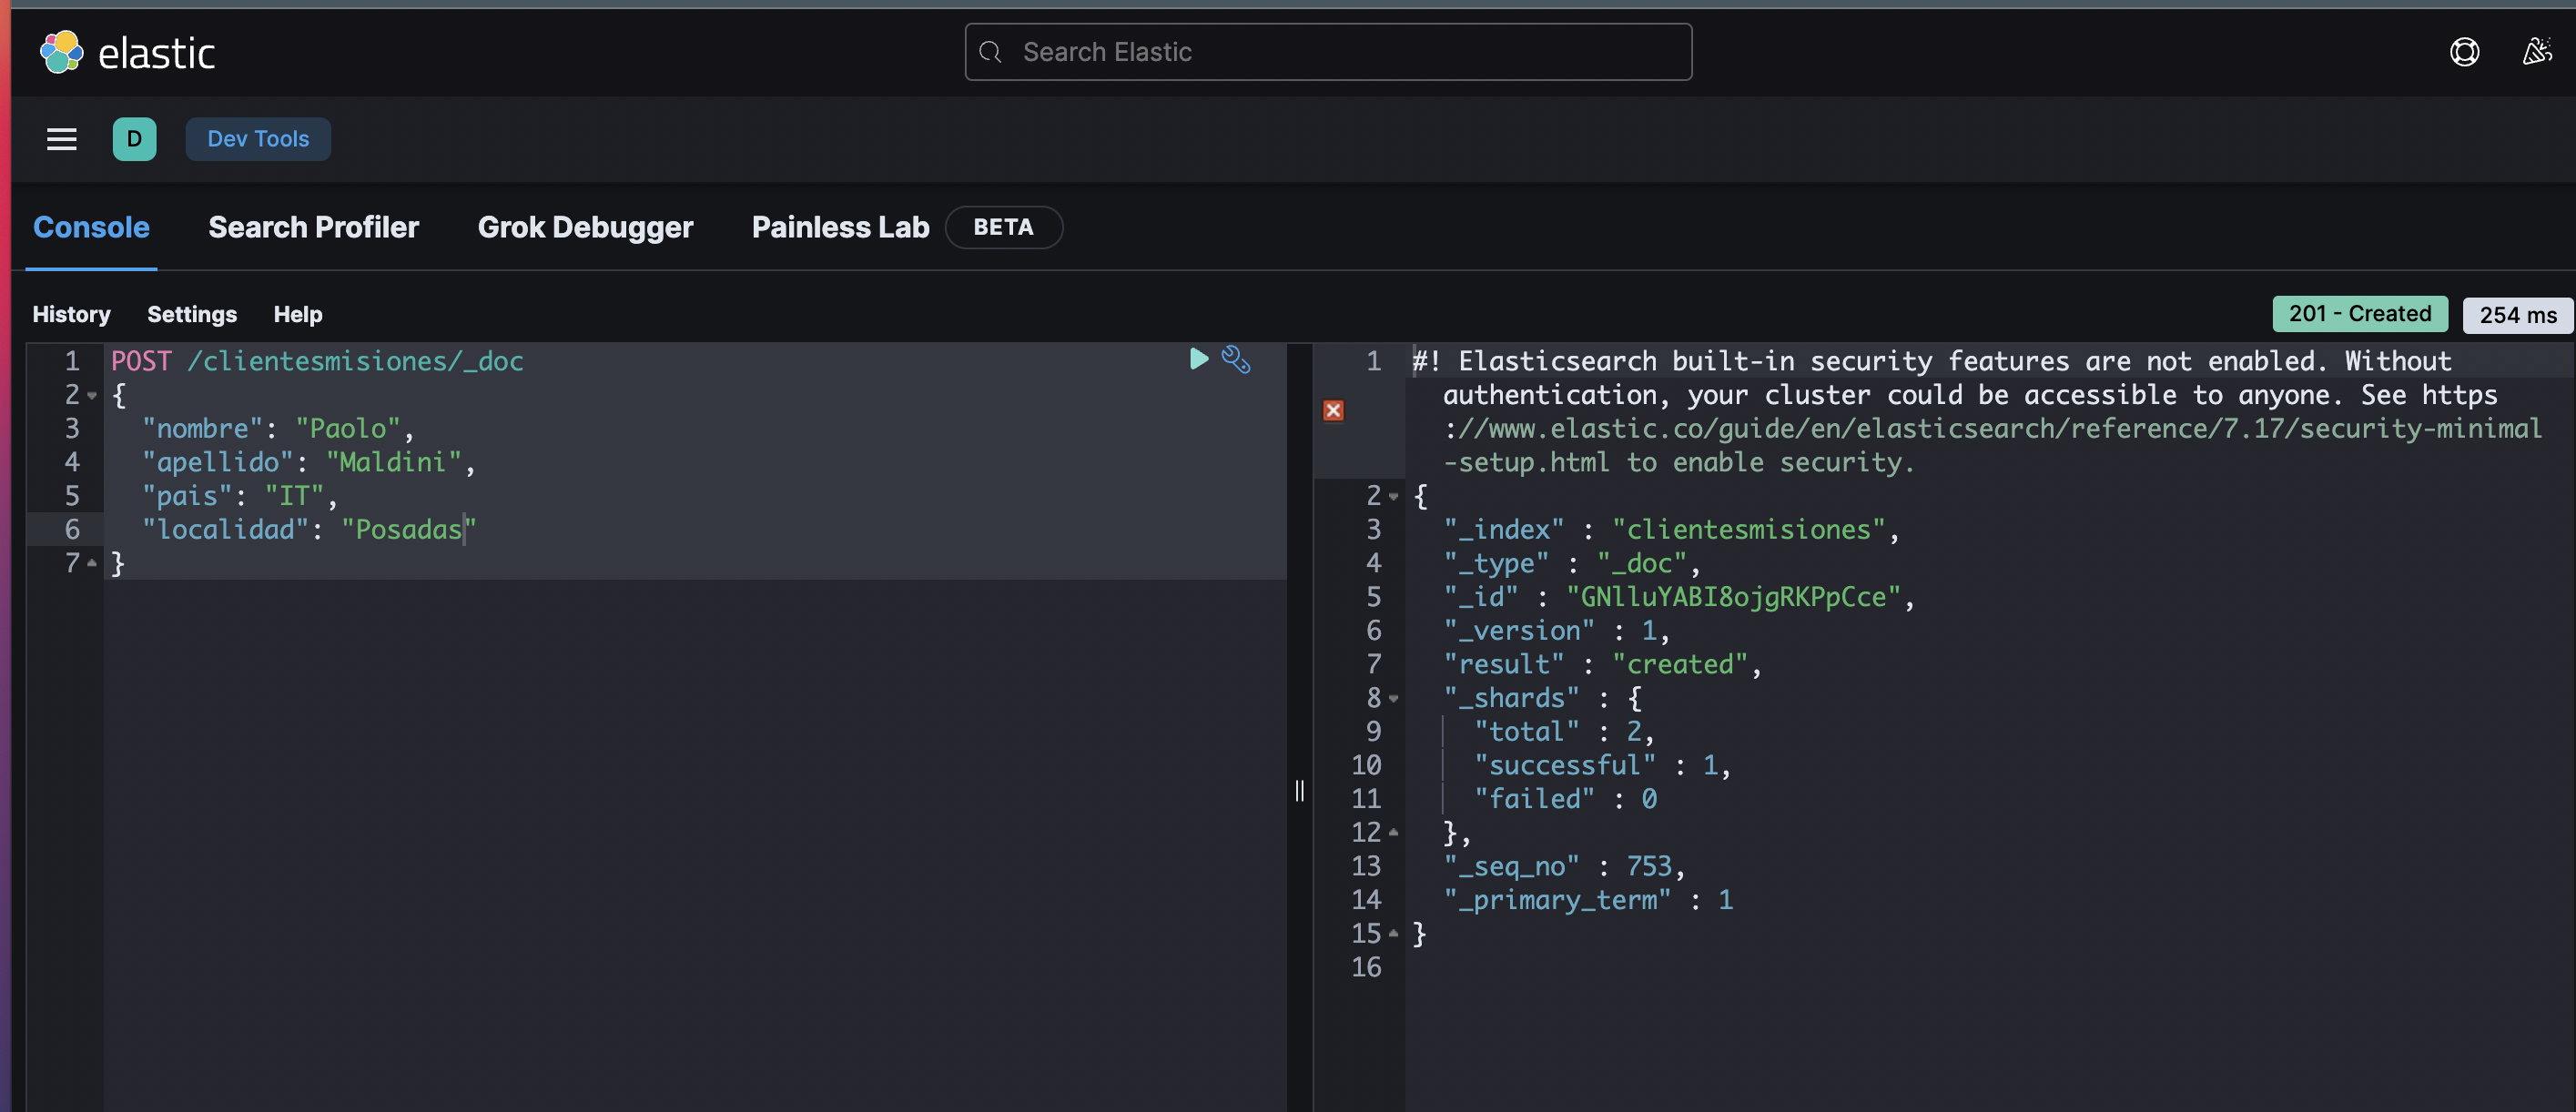 elastic
Search Elastic
D
Dev Tools
Console
Search Profiler
Grok Debugger
Painless Lab
BETA
History
Settings
Help
201 - Created
254 ms
1 POST /clientesmisiones/_doc
2 {
3 "nombre": "Paolo",
4 "apellido": "Maldini",
5 "pais": "IT",
6 "localidad": "Posadas"
7 }
1 #! Elasticsearch built-in security features are not enabled. Without
authentication, your cluster could be accessible to anyone. See https
://www.elastic.co/guide/en/elasticsearch/reference/7.17/security-minimal
-setup.html to enable security.
2 {
3 "_index" : "clientesmisiones",
4 "_type" : "_doc",
5 "_id" : "GNlluYABI8ojgRKPpCce",
6 "_version" : 1,
7 "result" : "created",
8 "_shards" : {
9 "total" : 2,
10 "successful" : 1,
11 "failed" : 0
12 },
13 "_seq_no" : 753,
14 "_primary_term" : 1
15 }
16